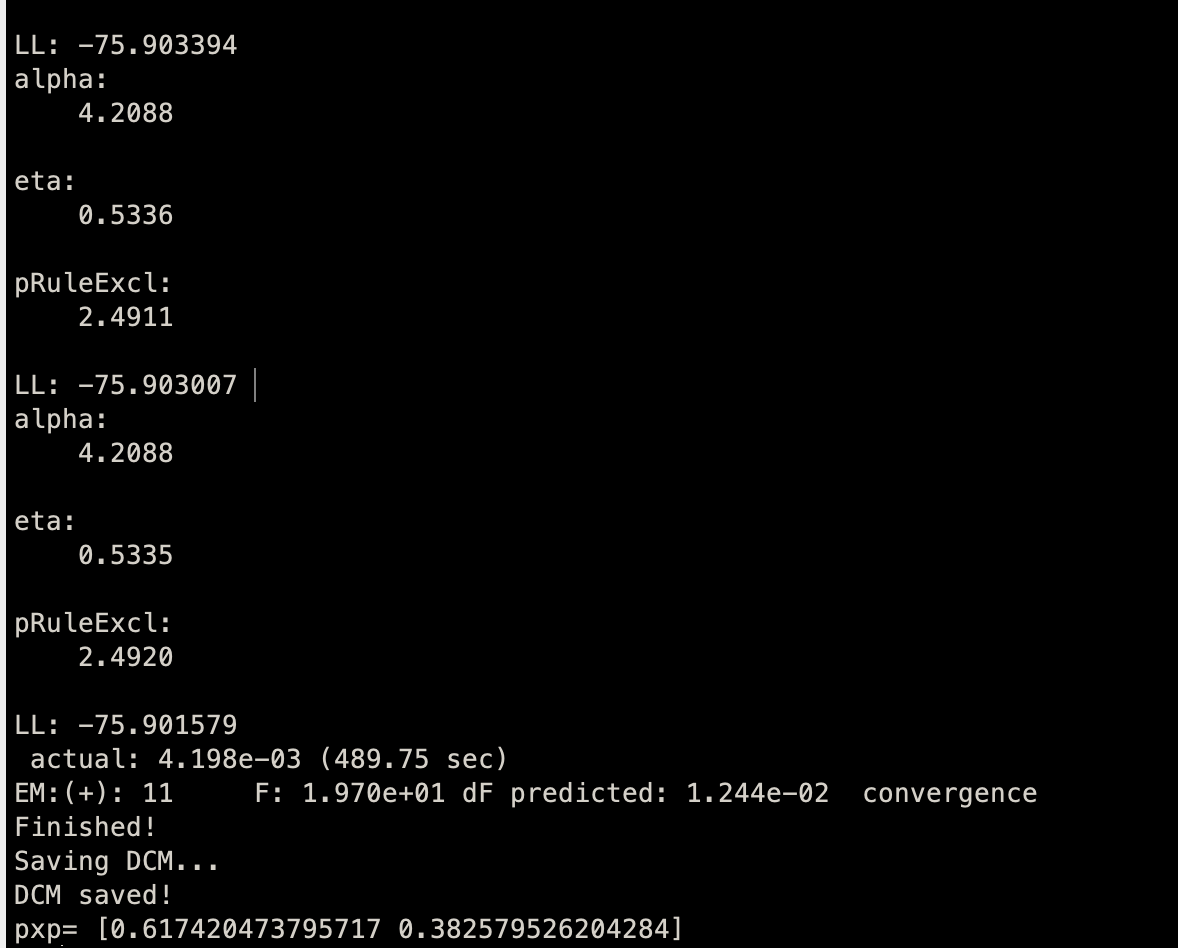 LL: -75.903394
alpha:
4.2088
eta:
0.5336
pRuleExcl:
2.4911
LL: -75.903007
alpha:
4.2088
eta:
0.5335
pRuleExcl:
2.4920
LL: -75.901579
actual: 4.198e-03 (489.75 sec)
EM:(+): 11 F: 1.970e+01 dF predicted: 1.244e-02 convergence
Finished!
Saving DCM...
DCM saved!
pxp= [0.617420473795717 0.382579526204284]